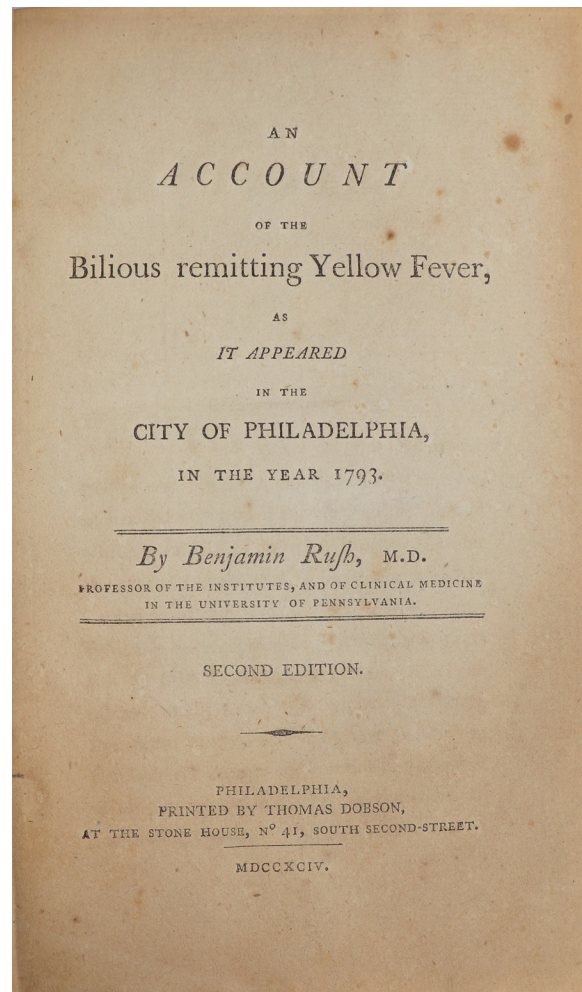 AN
ACCOUNT
OF THE
Bilious remitting Yellow Fever,
AS
IT APPEARED
IN THE
CITY OF PHILADELPHIA,
IN THE YEAR 1793.
By Benjamin Ruſh, M.D.
PROFESSOR OF THE INSTITUTES, AND OF CLINICAL MEDICINE
IN THE UNIVERSITY OF PENNSYLVANIA.
SECOND EDITION.
PHILADELPHIA,
PRINTED BY THOMAS DOBSON,
AT THE STONE HOUSE, Nº 41, SOUTH SECOND-STREET.
MDCCXCIV.